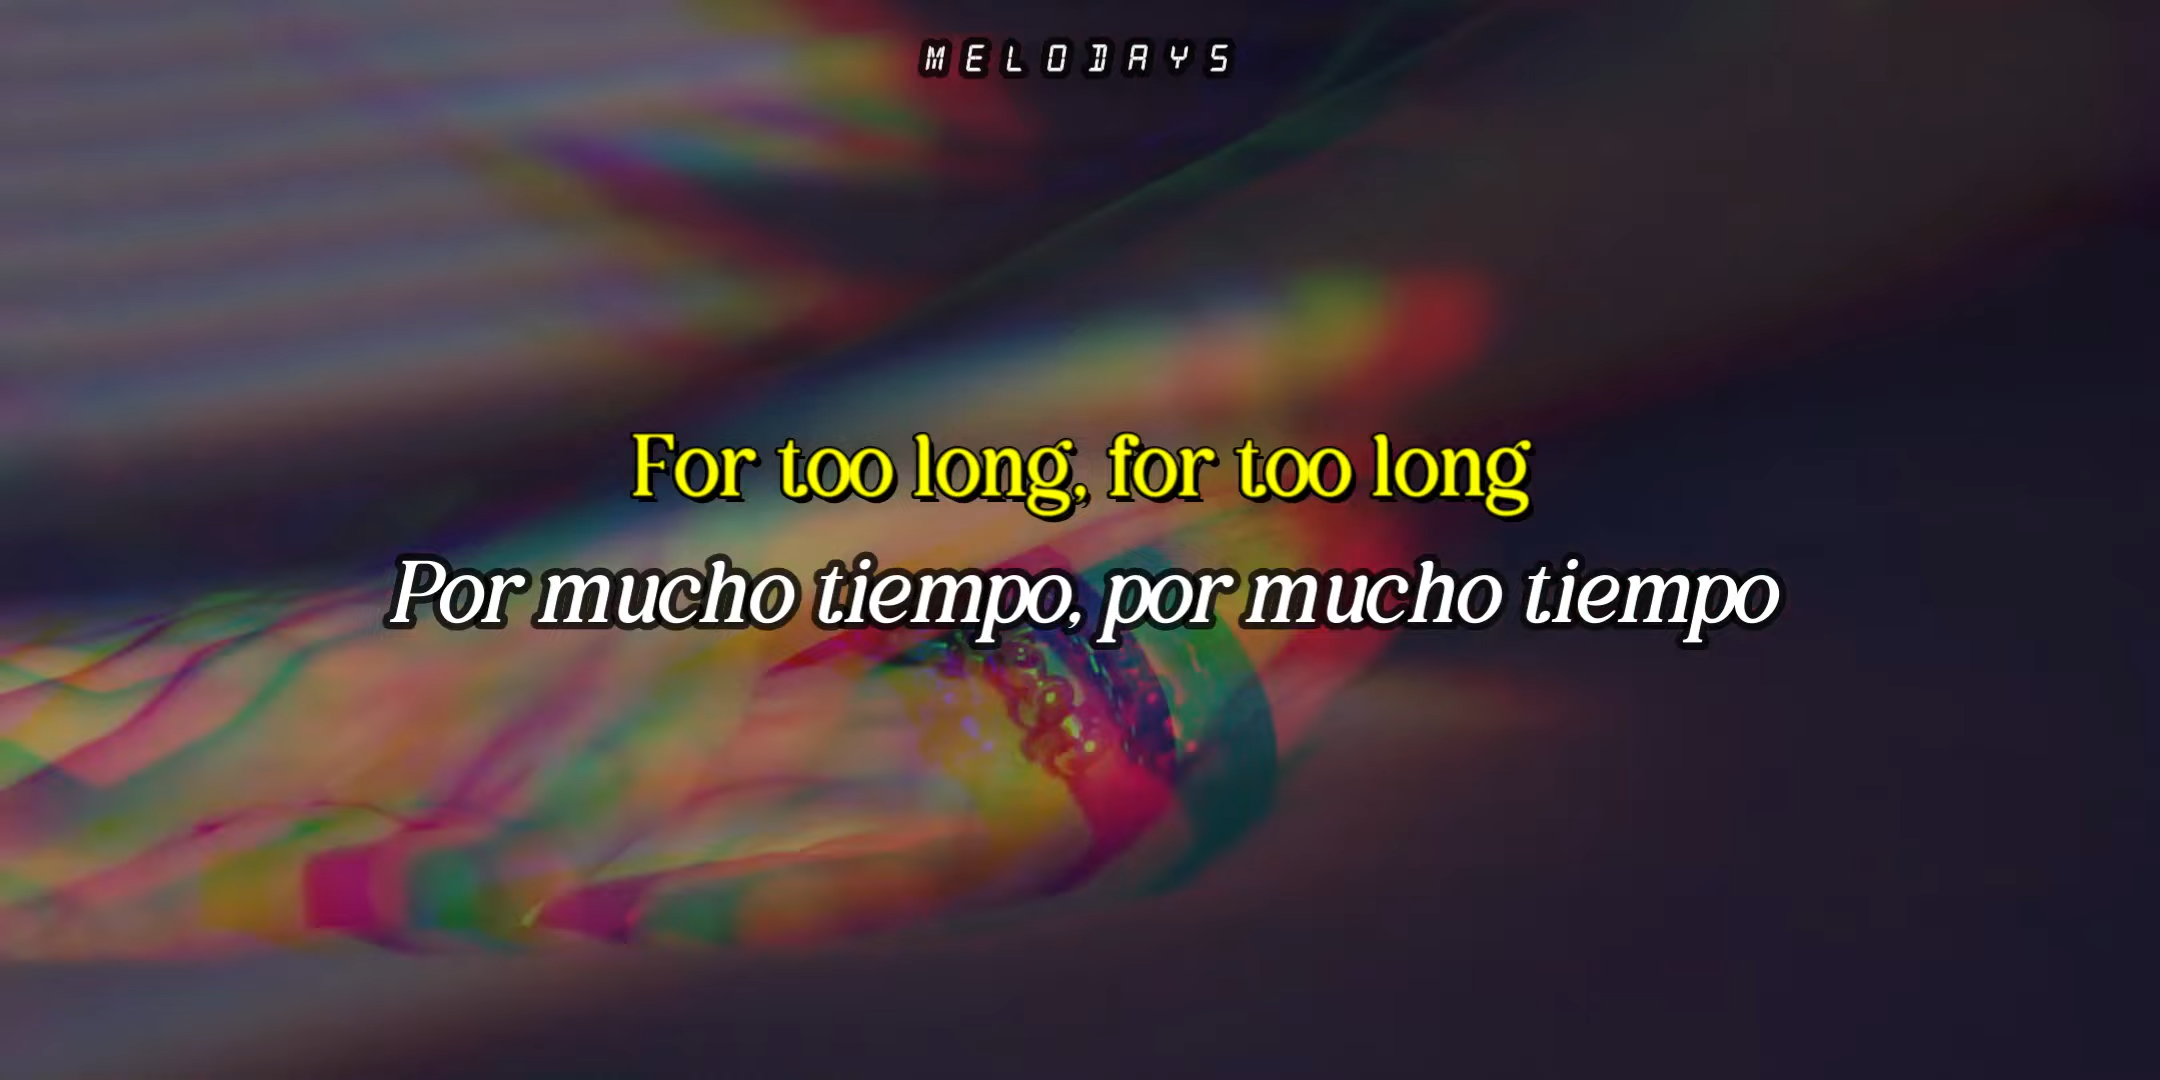 MELODAYS
For too long, for too long
Por mucho tiempo, por mucho tiempo